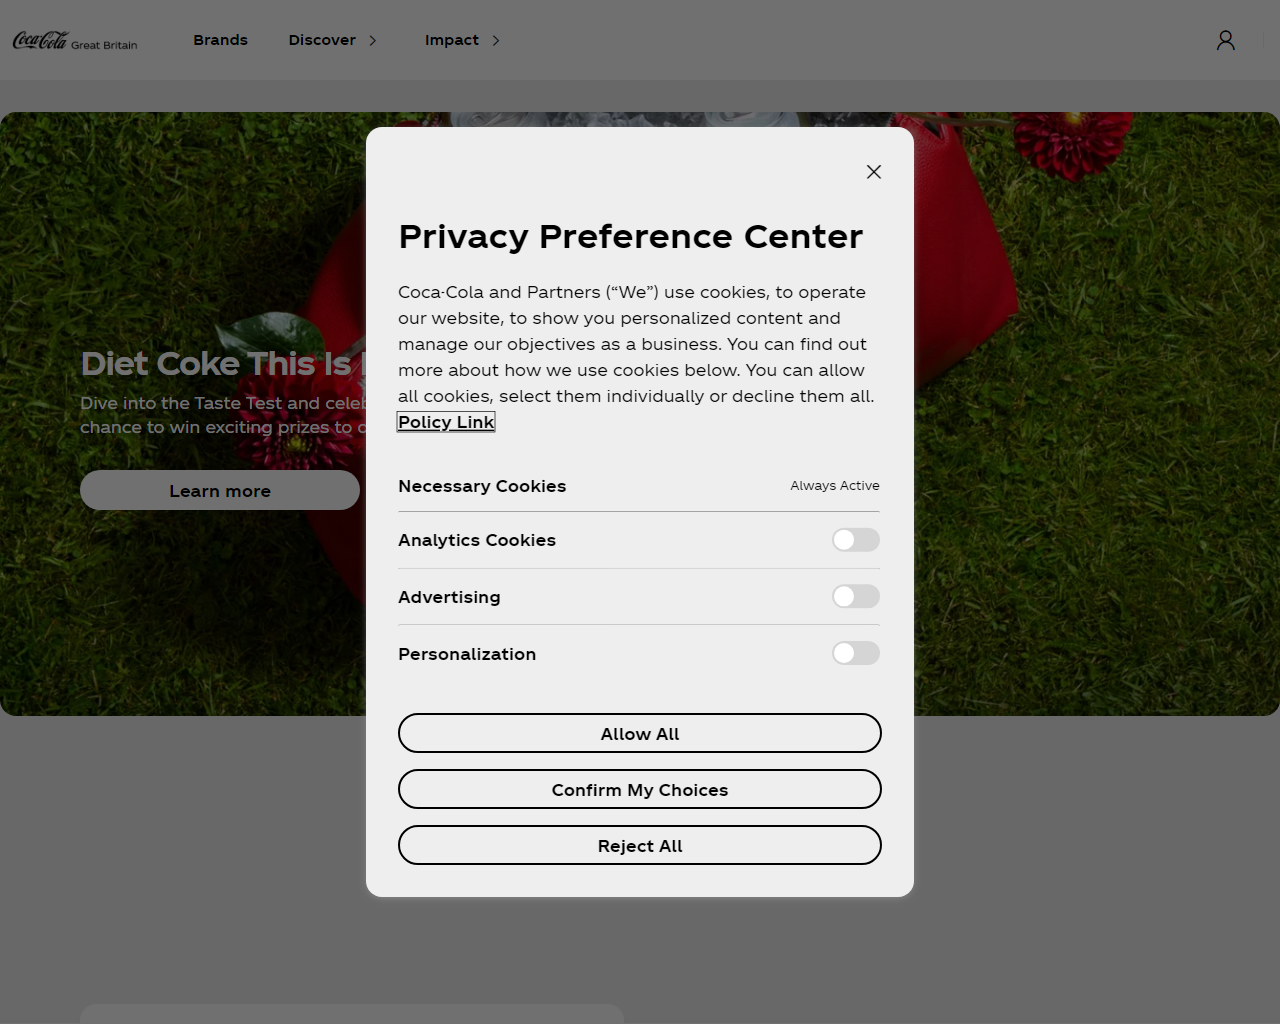 Coca-Cola Great Britain
Brands
Discover
Impact
Diet Coke This Is
Dive into the Taste Test and
chance to win exciting prizes to
Learn more
Privacy Preference Center
Coca-Cola and Partners (“We”) use cookies, to operate
our website, to show you personalized content and
manage our objectives as a business. You can find out
more about how we use cookies below. You can allow
all cookies, select them individually or decline them all.
Policy Link
Necessary Cookies
Always Active
Analytics Cookies
Advertising
Personalization
Allow All
Confirm My Choices
Reject All